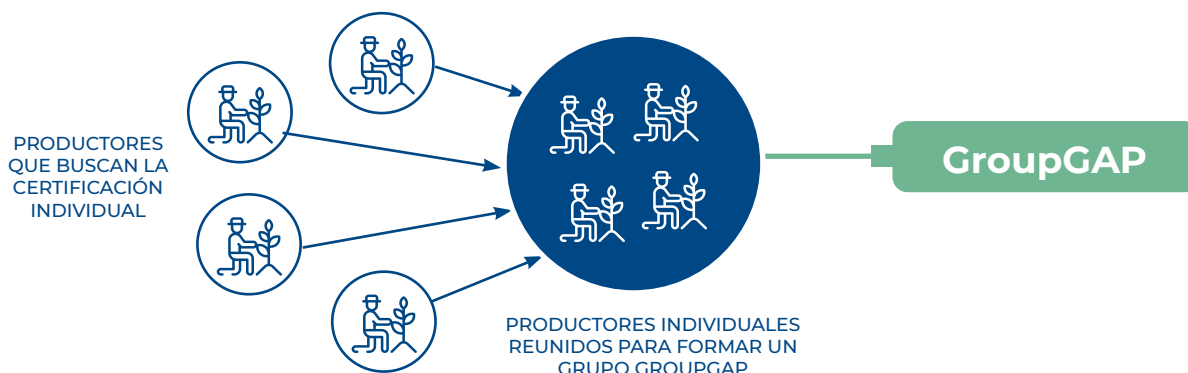 PRODUCTORES
QUE BUSCAN LA
CERTIFICACIÓN
INDIVIDUAL
GroupGAP
PRODUCTORES INDIVIDUALES
REUNIDOS PARA FORMAR UN
GRUPO GROUPGAP